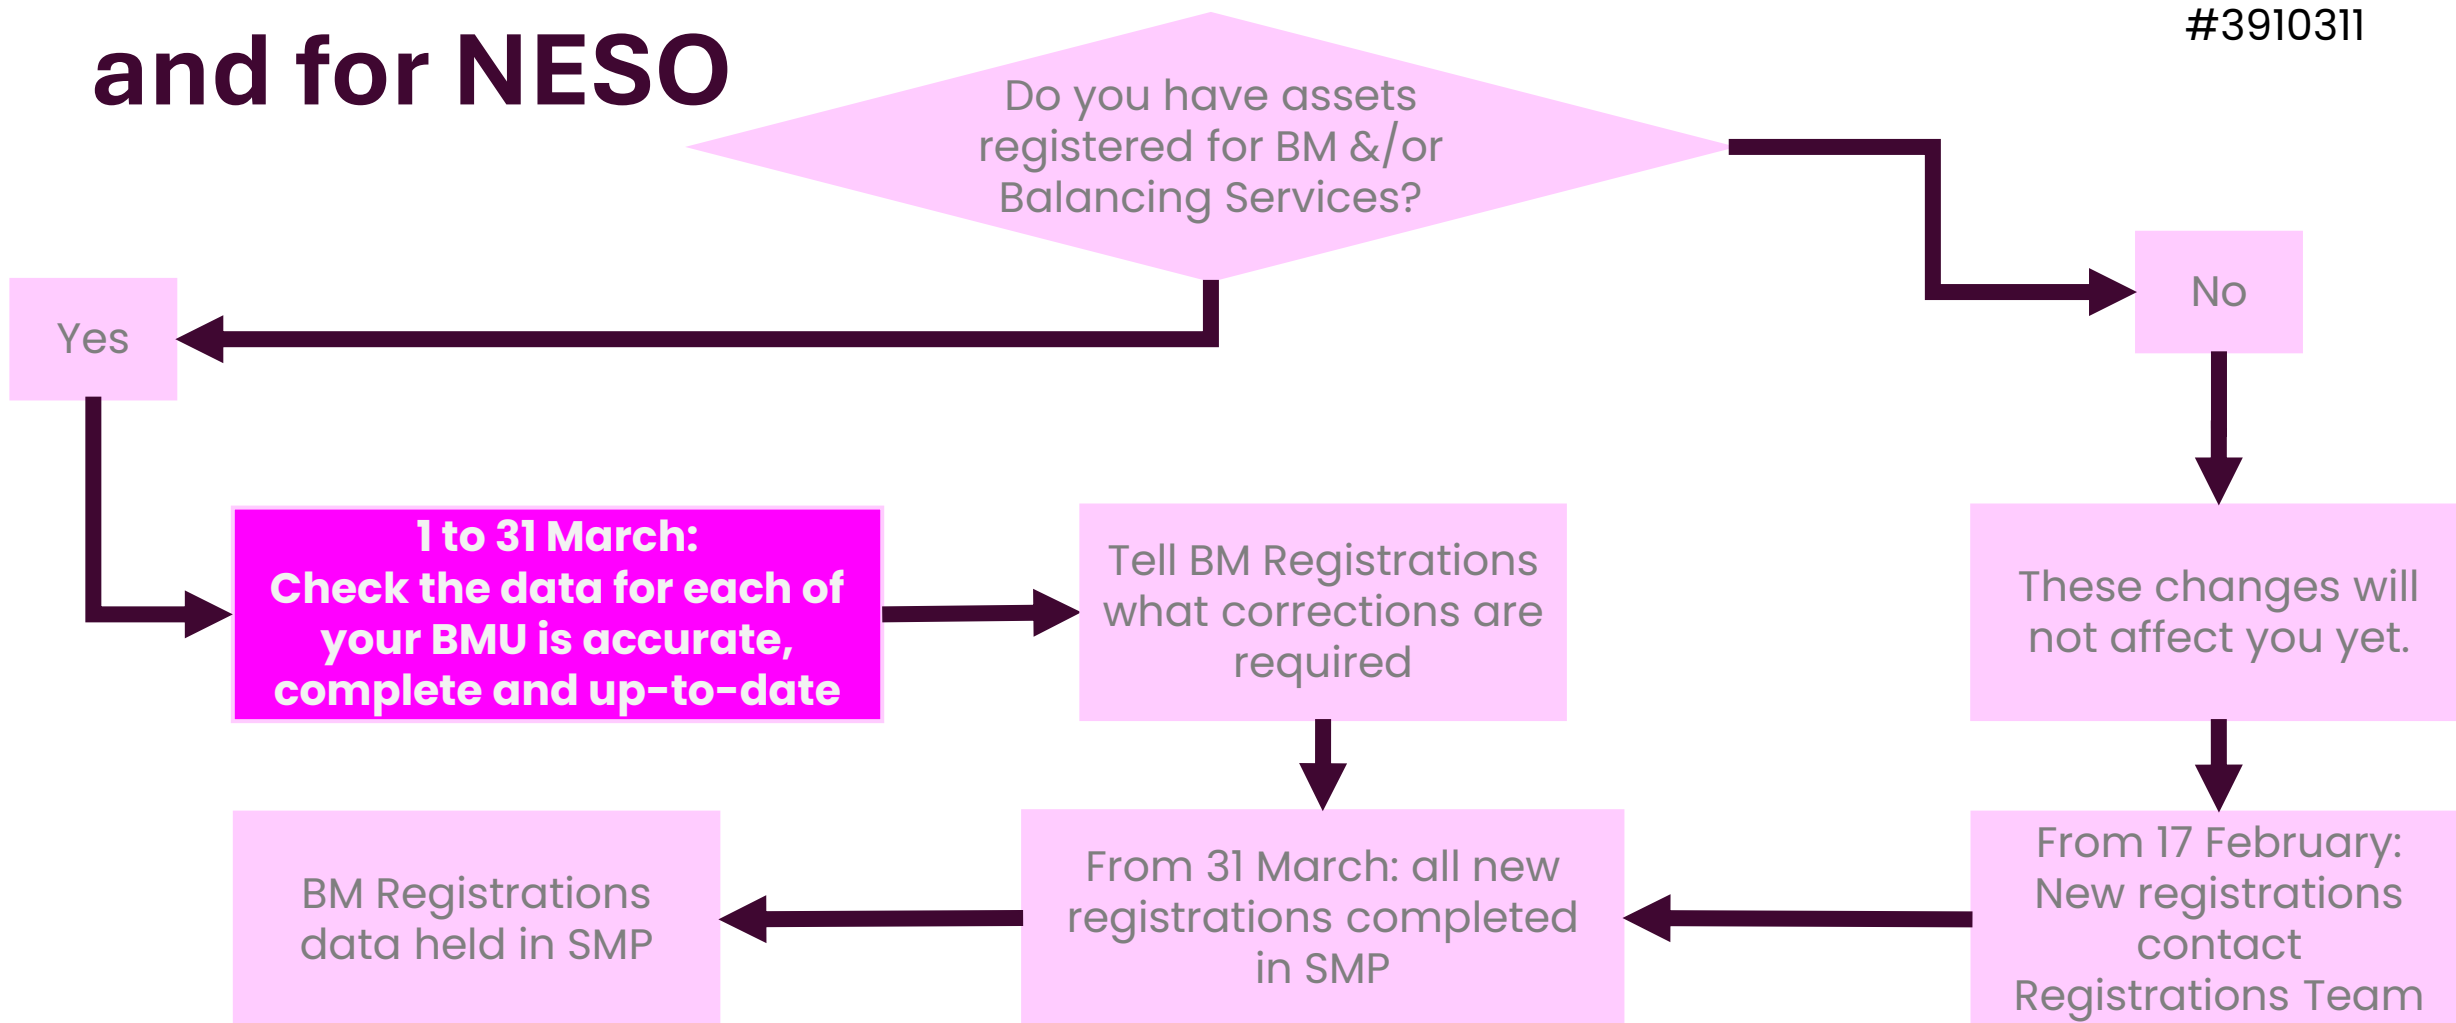 and for NESO
#3910311
Do you have assets
registered for BM &/or
Balancing Services?
Yes
No
1 to 31 March:
Check the data for each of
your BMU is accurate,
complete and up-to-date
Tell BM Registrations
what corrections are
required
These changes will
not affect you yet.
BM Registrations
data held in SMP
From 31 March: all new
registrations completed
in SMP
From 17 February:
New registrations
contact
Registrations Team